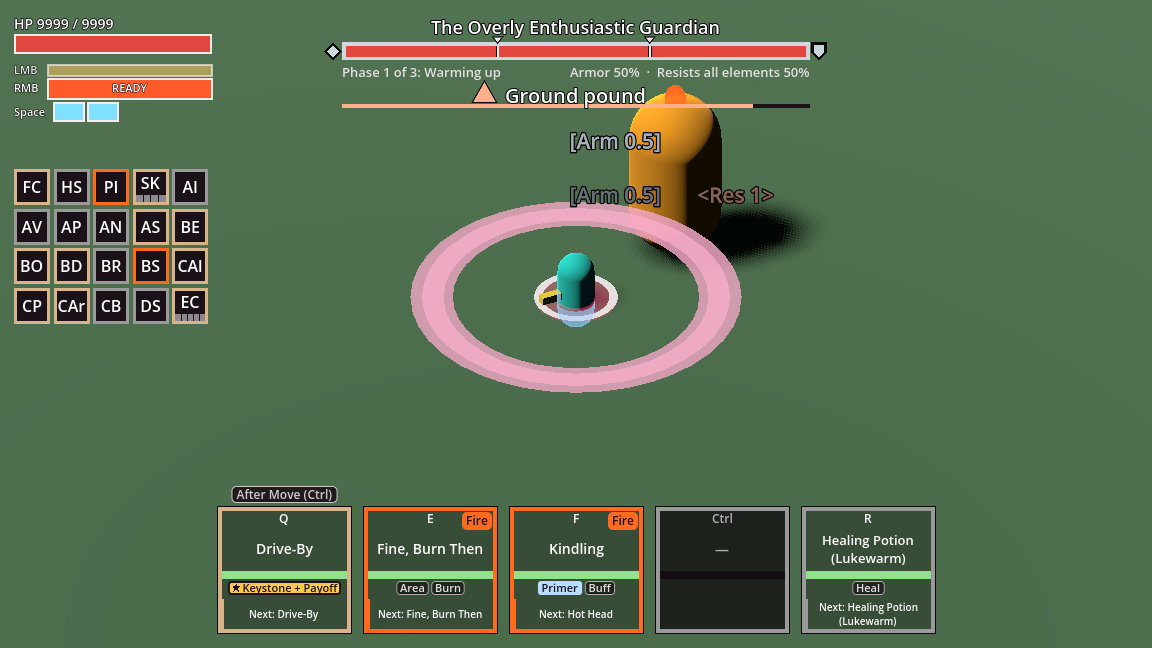 HP 9999 / 9999
The Overly Enthusiastic Guardian
LMB
RMB READY
Space
Phase 1 of 3: Warming up
Armor 50% · Resists all elements 50%
Ground pound
[Arm 0.5]
[Arm 0.5] <Res 1>
FC HS PI SK AI
AV AP AN AS BE
BO BD BR BS CAI
CP CAr CB DS EC
After Move (Ctrl)
Q
Drive-By
★ Keystone + Payoff
Next: Drive-By
E
Fire
Fine, Burn Then
Area Burn
Next: Fine, Burn Then
F
Fire
Kindling
Primer Buff
Next: Hot Head
Ctrl
—
R
Healing Potion
(Lukewarm)
Heal
Next: Healing Potion
(Lukewarm)